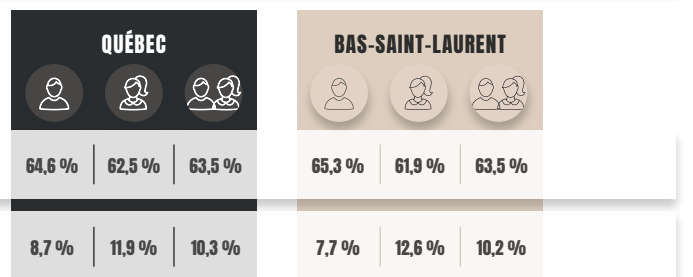 QUÉBEC BAS-SAINT-LAURENT
64,6 % 62,5 % 63,5 % 65,3 % 61,9 % 63,5 %
8,7 % 11,9 % 10,3 % 7,7 % 12,6 % 10,2 %